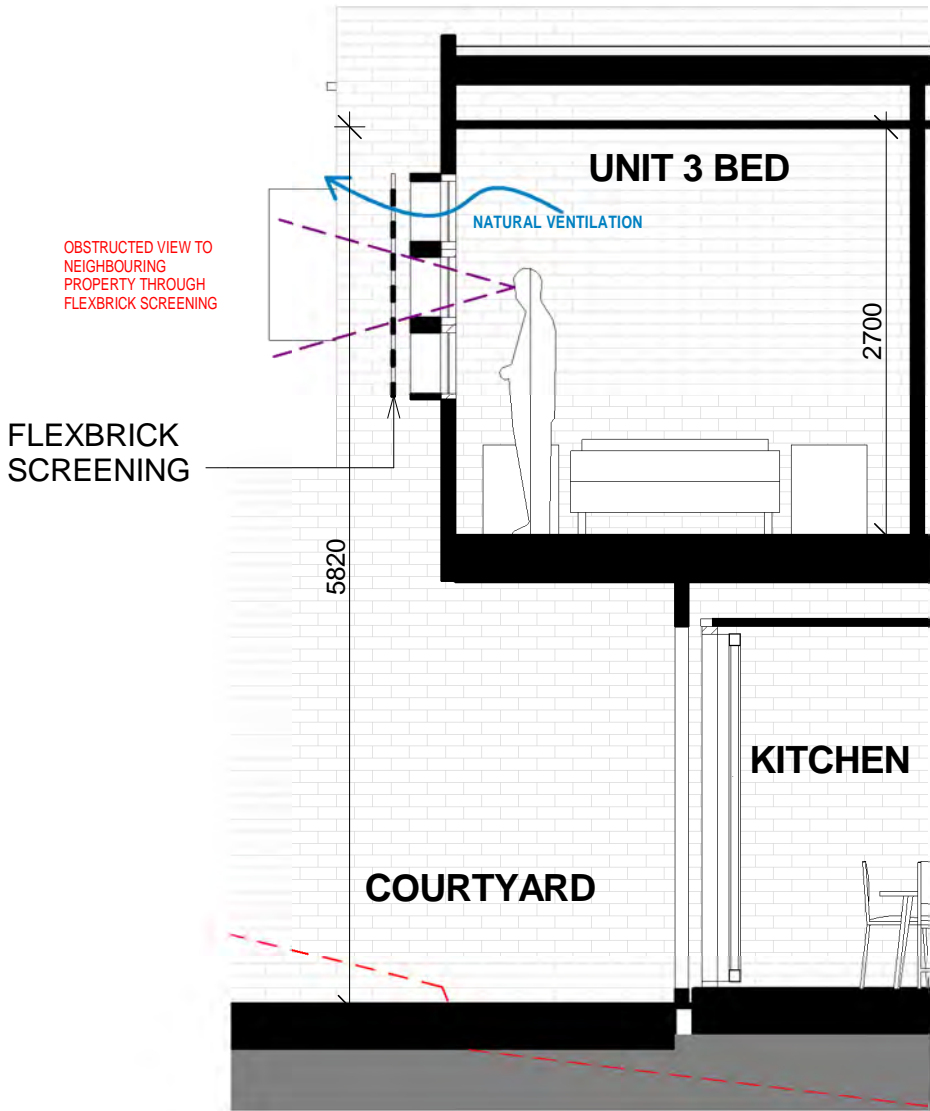 UNIT 3 BED
NATURAL VENTILATION
OBSTRUCTED VIEW TO
NEIGHBOURING
PROPERTY THROUGH
FLEXBRICK SCREENING
2700
FLEXBRICK
SCREENING
5820
KITCHEN
COURTYARD